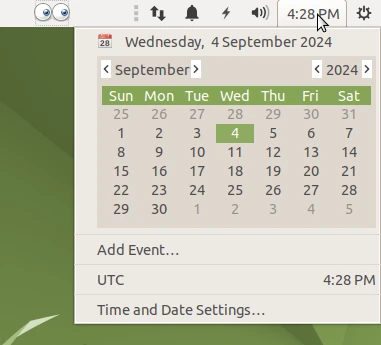 4:28 PM
28
Wednesday, 4 September 2024
< September > < 2024 >
Sun Mon Tue Wed Thu Fri Sat
25 26 27 28 29 30 31
1 2 3 4 5 6 7
8 9 10 11 12 13 14
15 16 17 18 19 20 21
22 23 24 25 26 27 28
29 30 1 2 3 4 5
Add Event…
UTC 4:28 PM
Time and Date Settings…